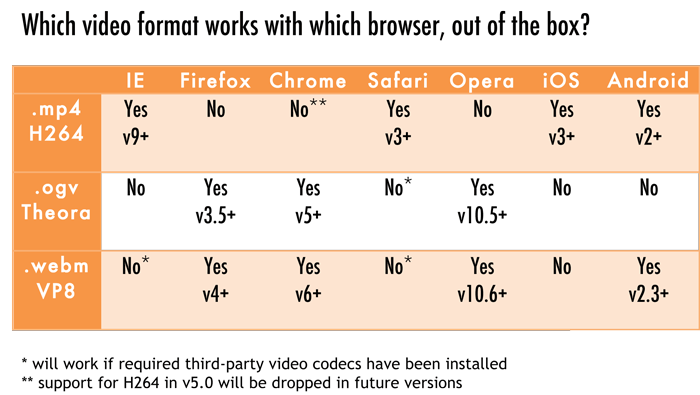 Which video format works with which browser, out of the box?
IE Firefox Chrome Safari Opera iOS Android
.mp4 Yes No No** Yes No Yes Yes
H264 v9+ v3+ v3+ v2+
.ogv No Yes Yes No* Yes No No
Theora v3.5+ v5+ v10.5+
.webm No* Yes Yes No* Yes No Yes
VP8 v4+ v6+ v10.6+ v2.3+
* will work if required third-party video codecs have been installed
** support for H264 in v5.0 will be dropped in future versions